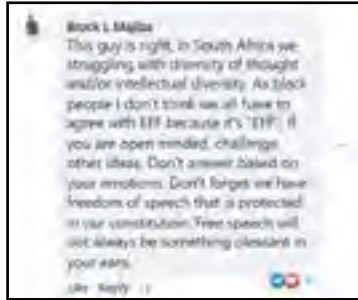 Brock L Majiba
This guy is right, in South Africa we
struggling with diversity of thought
and/or intellectual diversity. As black
people I don't think we all have to
agree with EFF because it's "EFF". If
you are open minded, challenge
other ideas. Don't answer based on
your emotions. Don't forget we have
freedom of speech that is protected
in our constitution. Free speech will
not always be something pleasant in
your ears.
Like Reply